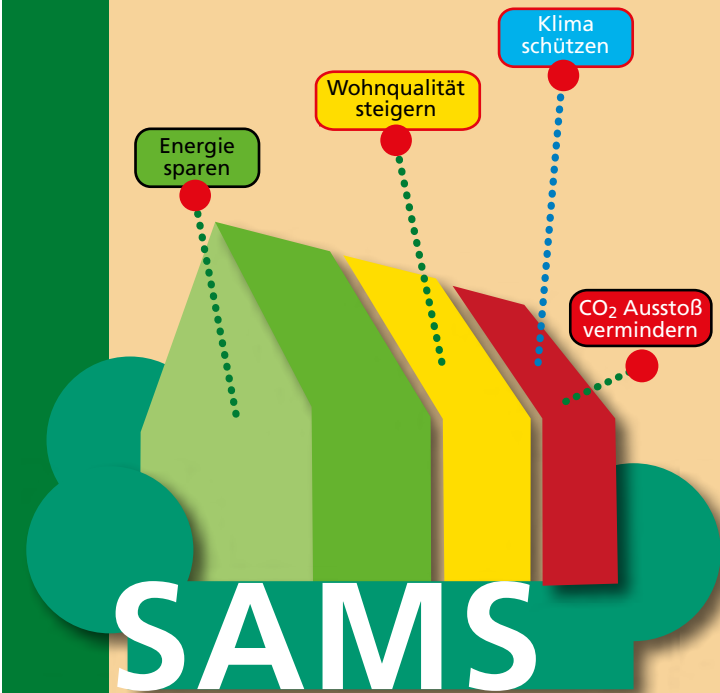 Klima
schützen
Wohnqualität
steigern
Energie
sparen
CO₂ Ausstoß
vermindern
SAMS